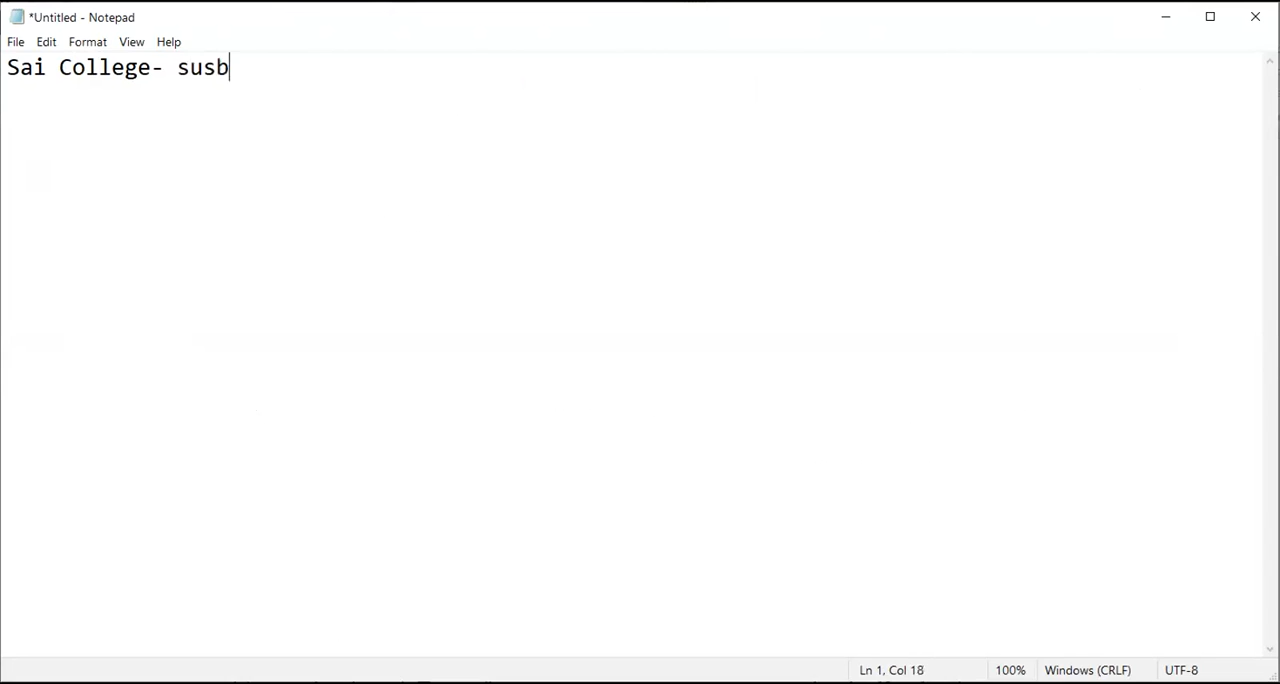 *Untitled - Notepad
File Edit Format View Help
Sai College- susb
Ln 1, Col 18 100% Windows (CRLF) UTF-8